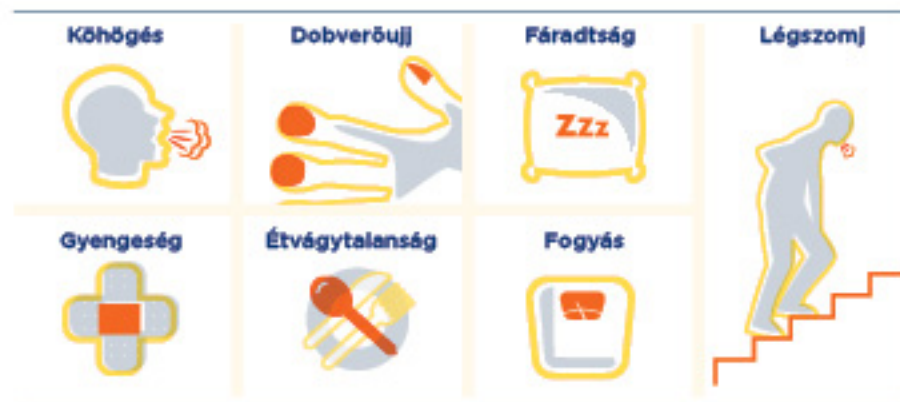 Köhögés
Dobverőujj
Fáradtság
Légszomj
Zzz
Gyengeség
Étvágytalanság
Fogyás